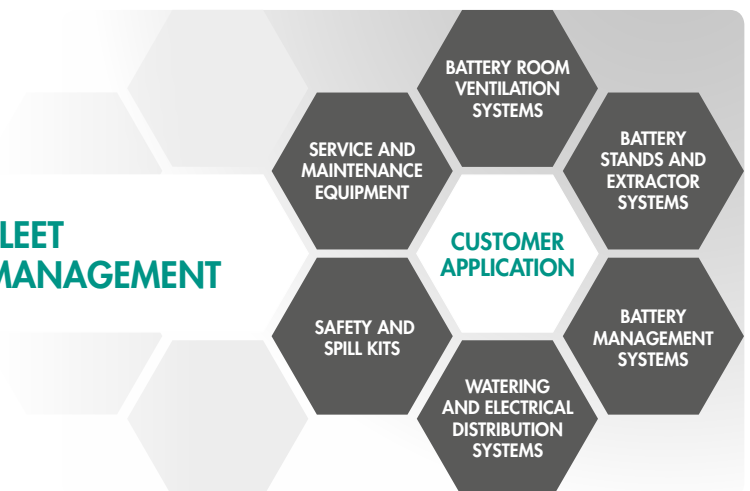 LEET
MANAGEMENT
BATTERY ROOM
VENTILATION
SYSTEMS
SERVICE AND
MAINTENANCE
EQUIPMENT
BATTERY
STANDS AND
EXTRACTOR
SYSTEMS
CUSTOMER
APPLICATION
SAFETY AND
SPILL KITS
BATTERY
MANAGEMENT
SYSTEMS
WATERING
AND ELECTRICAL
DISTRIBUTION
SYSTEMS